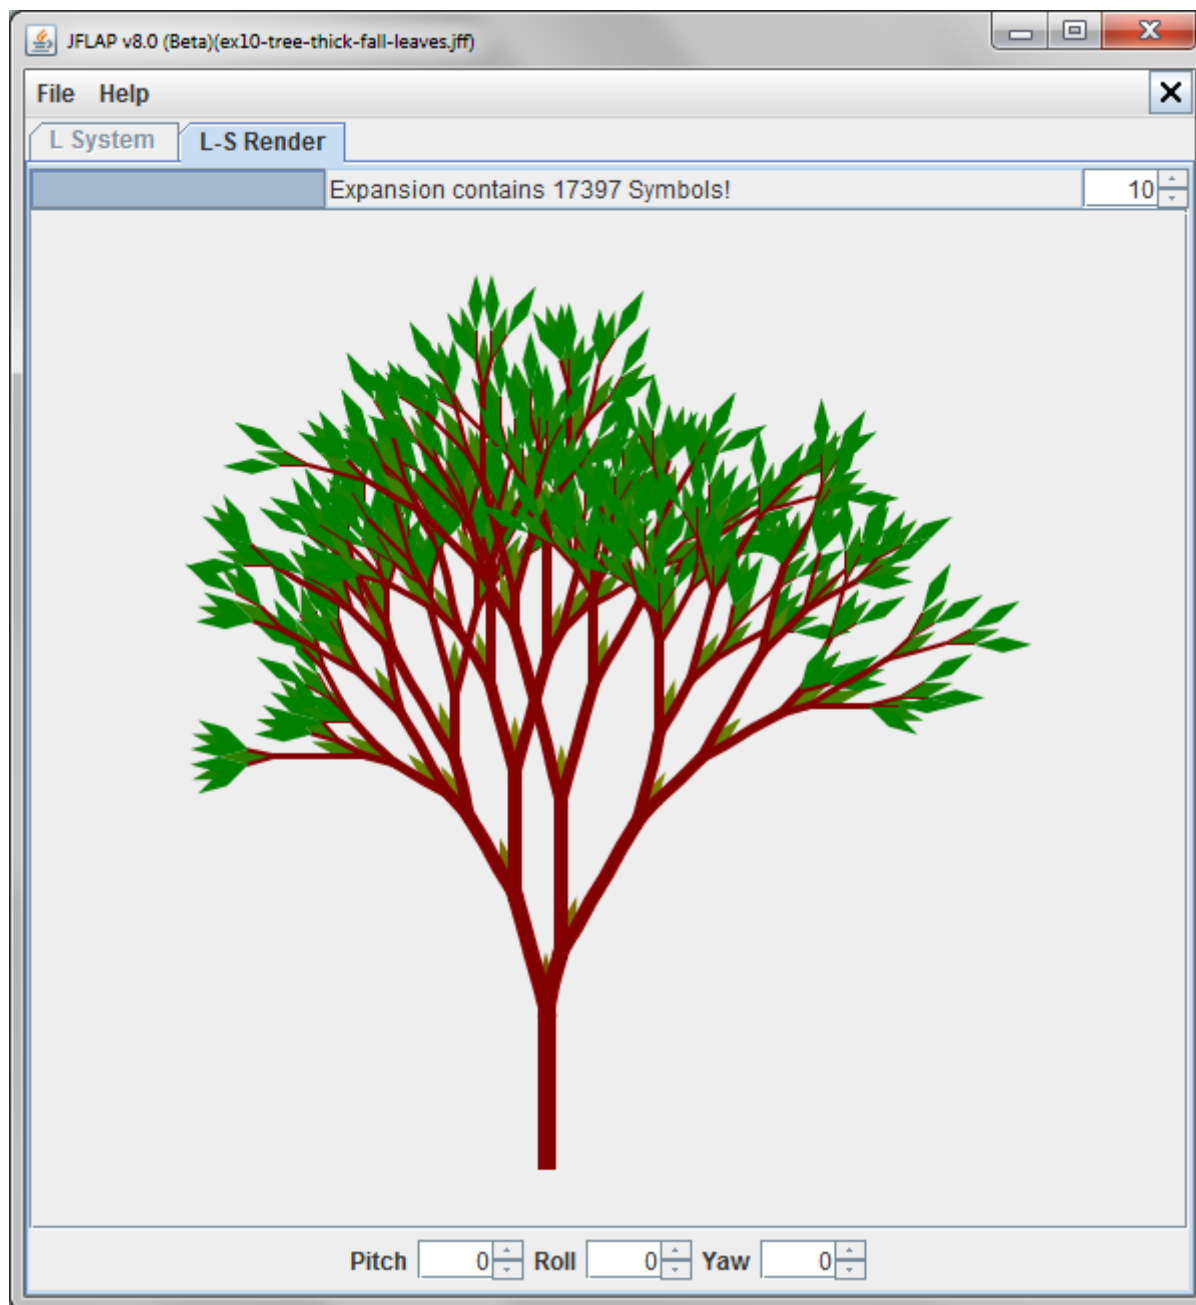 JFLAP v8.0 (Beta)(ex10-tree-thick-fall-leaves.jff)
File Help
L System L-S Render
Expansion contains 17397 Symbols! 10
Pitch 0 Roll 0 Yaw 0